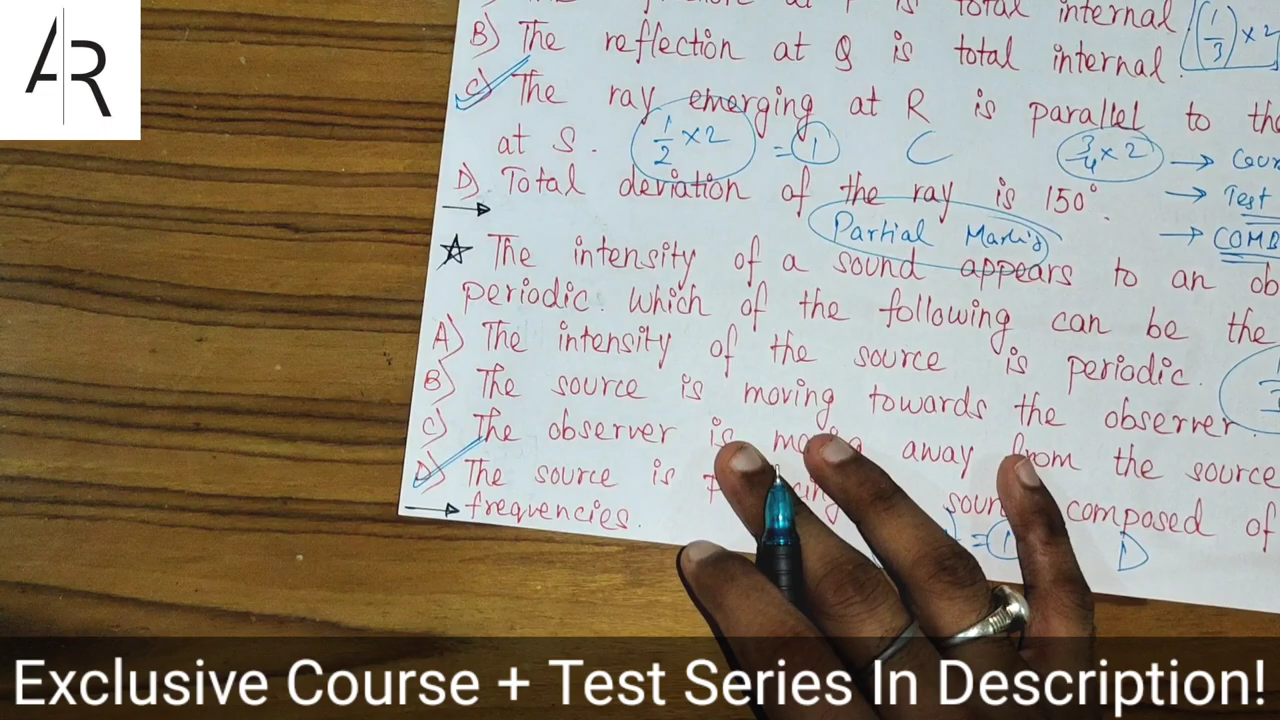 AR
is total internal
B) The reflection at Q is total internal.
(1/3) × 2
C) The ray emerging at R is parallel to the
at S. 1/2 × 2 = 1 C 3/4 × 2 →
D) Total deviation of the ray is 150°. → Test
→ Partial Marking →
☆ The intensity of a sound appears to an
periodic. Which of the following can be the
A) The intensity of the source is periodic.
B) The source is moving towards the observer.
C) The observer is away from the source
D) The source is composed of
→ frequencies. = 1 D
Exclusive Course + Test Series In Description!